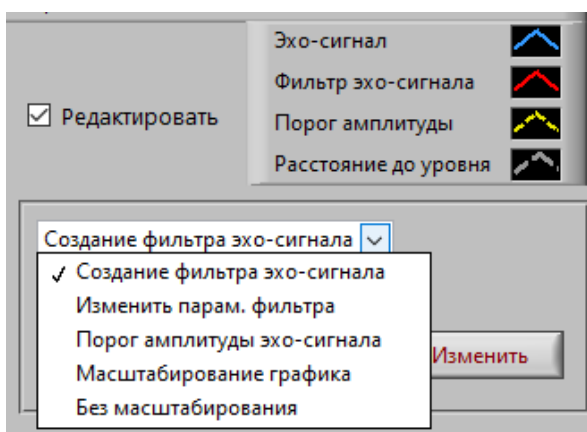 Эхо-сигнал
Фильтр эхо-сигнала
Редактировать
Порог амплитуды
Расстояние до уровня
Создание фильтра эхо-сигнала
Создание фильтра эхо-сигнала
Изменить парам. фильтра
Порог амплитуды эхо-сигнала
Изменить
Масштабирование графика
Без масштабирования